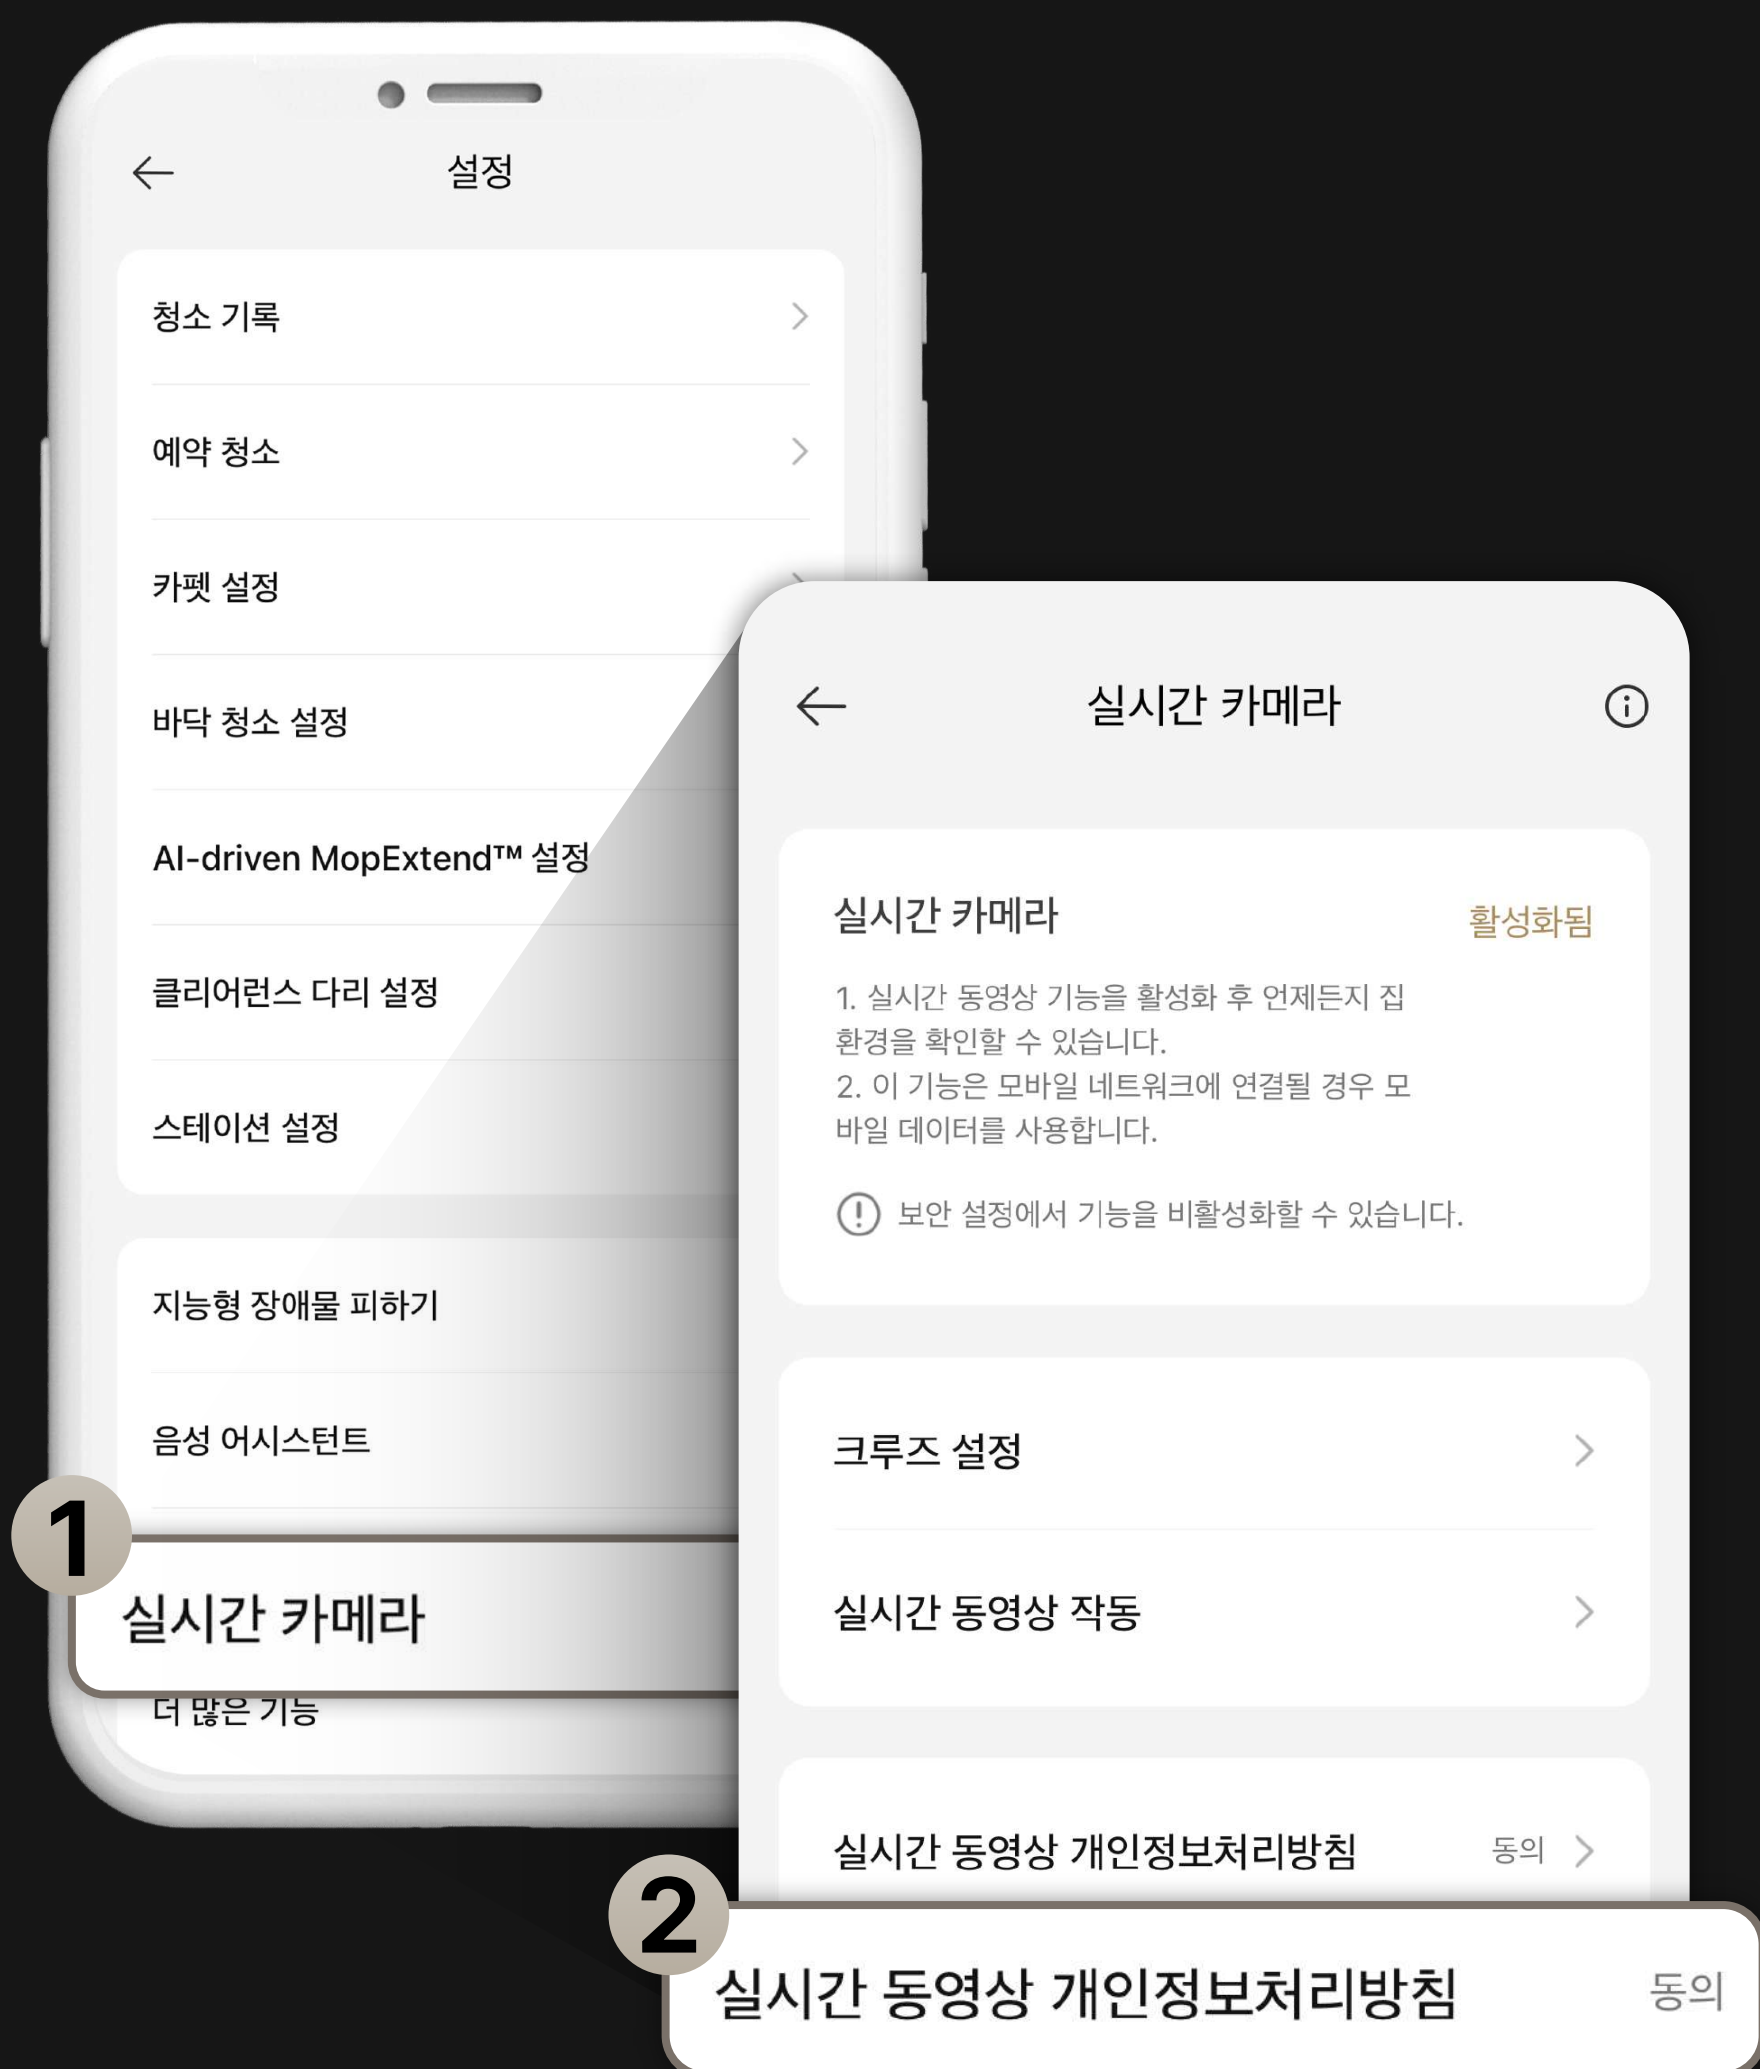 설정
청소 기록
예약 청소
카펫 설정
바닥 청소 설정
AI-driven MopExtend™ 설정
클리어런스 다리 설정
스테이션 설정
지능형 장애물 피하기
음성 어시스턴트
1
실시간 카메라
더 많은 기능
실시간 카메라
실시간 카메라 활성화됨
1. 실시간 동영상 기능을 활성화 후 언제든지 집
환경을 확인할 수 있습니다.
2. 이 기능은 모바일 네트워크에 연결될 경우 모
바일 데이터를 사용합니다.
보안 설정에서 기능을 비활성화할 수 있습니다.
크루즈 설정
실시간 동영상 작동
실시간 동영상 개인정보처리방침 동의
2
실시간 동영상 개인정보처리방침 동의